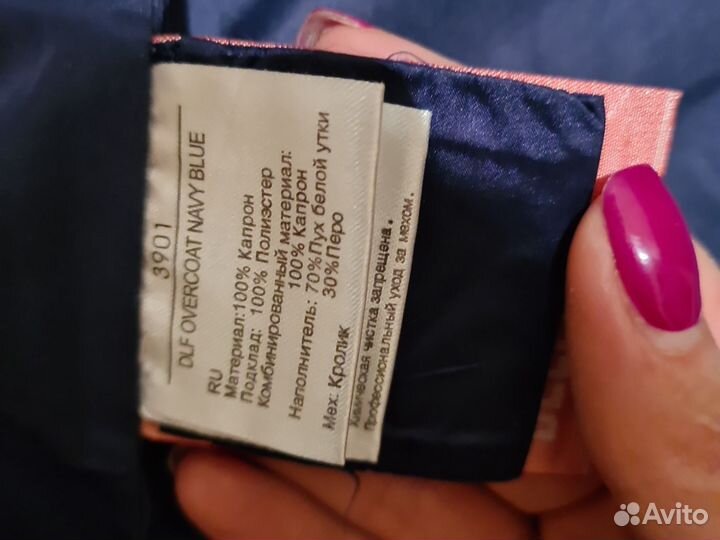 3901
DLF OVERCOAT NAVY BLUE
RU
Материал:100% Капрон
Подклад: 100% Полиэстер
Комбинированный материал:
100% Капрон
Наполнитель: 70%Пух белой утки
30%Перо
Мех: Кролик
Химическая чистка запрещена.
Профессиональный уход за мехом.
Avito